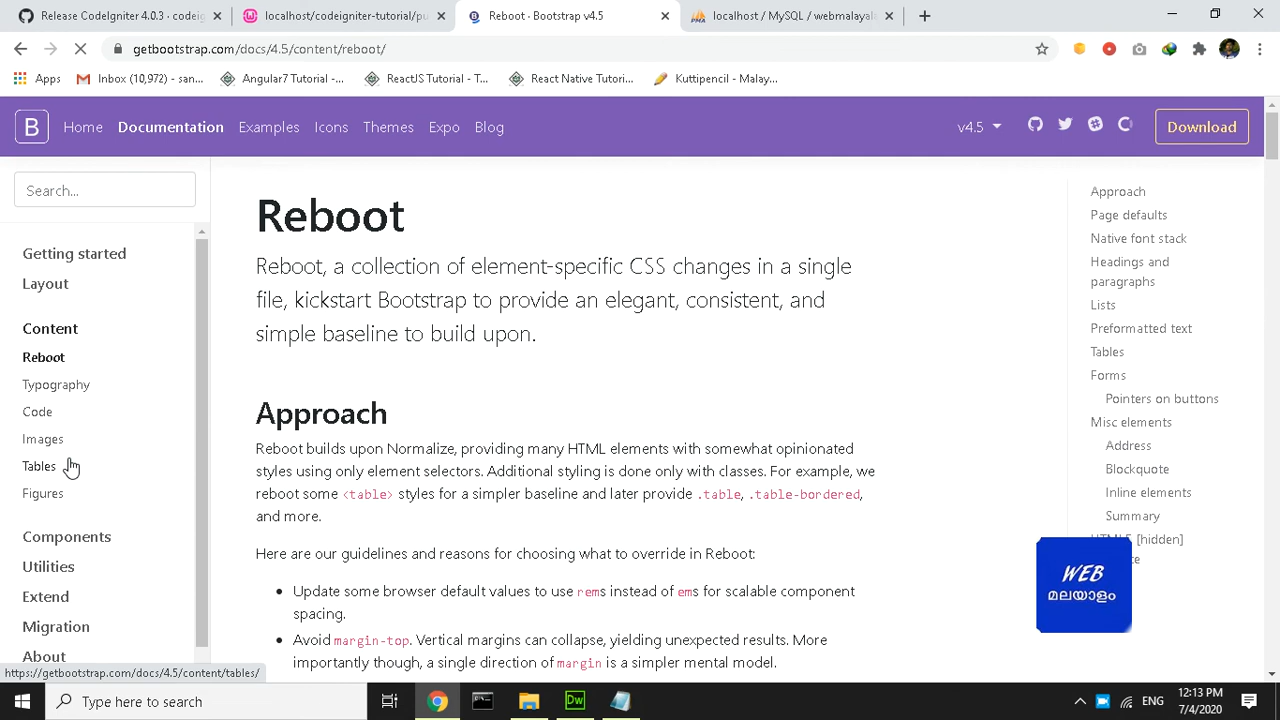 Release CodeIgniter 4.0.3 · codeig
localhost/codeigniter-tutorial/pu
Reboot · Bootstrap v4.5
localhost / MySQL / webmalayala
getbootstrap.com/docs/4.5/content/reboot/
Apps
Inbox (10,972) - san...
Angular7 Tutorial -...
ReactJS Tutorial - T...
React Native Tutori...
Kuttipencil - Malay...
B
Home
Documentation
Examples
Icons
Themes
Expo
Blog
v4.5
Download
Search...
Getting started
Layout
Content
Reboot
Typography
Code
Images
Tables
Figures
Components
Utilities
Extend
Migration
About
Reboot
Reboot, a collection of element-specific CSS changes in a single
file, kickstart Bootstrap to provide an elegant, consistent, and
simple baseline to build upon.
Approach
Reboot builds upon Normalize, providing many HTML elements with somewhat opinionated
styles using only element selectors. Additional styling is done only with classes. For example, we
reboot some <table> styles for a simpler baseline and later provide .table, .table-bordered,
and more.
Here are our guidelines and reasons for choosing what to override in Reboot:
Update some browser default values to use rems instead of ems for scalable component
spacing.
Avoid margin-top. Vertical margins can collapse, yielding unexpected results. More
importantly though, a single direction of margin is a simpler mental model.
Approach
Page defaults
Native font stack
Headings and
paragraphs
Lists
Preformatted text
Tables
Forms
Pointers on buttons
Misc elements
Address
Blockquote
Inline elements
Summary
HTML5 [hidden]
WEB
മലയാളം
https://getbootstrap.com/docs/4.5/content/tables/
Type here to search
Dw
ENG
12:13 PM
7/4/2020